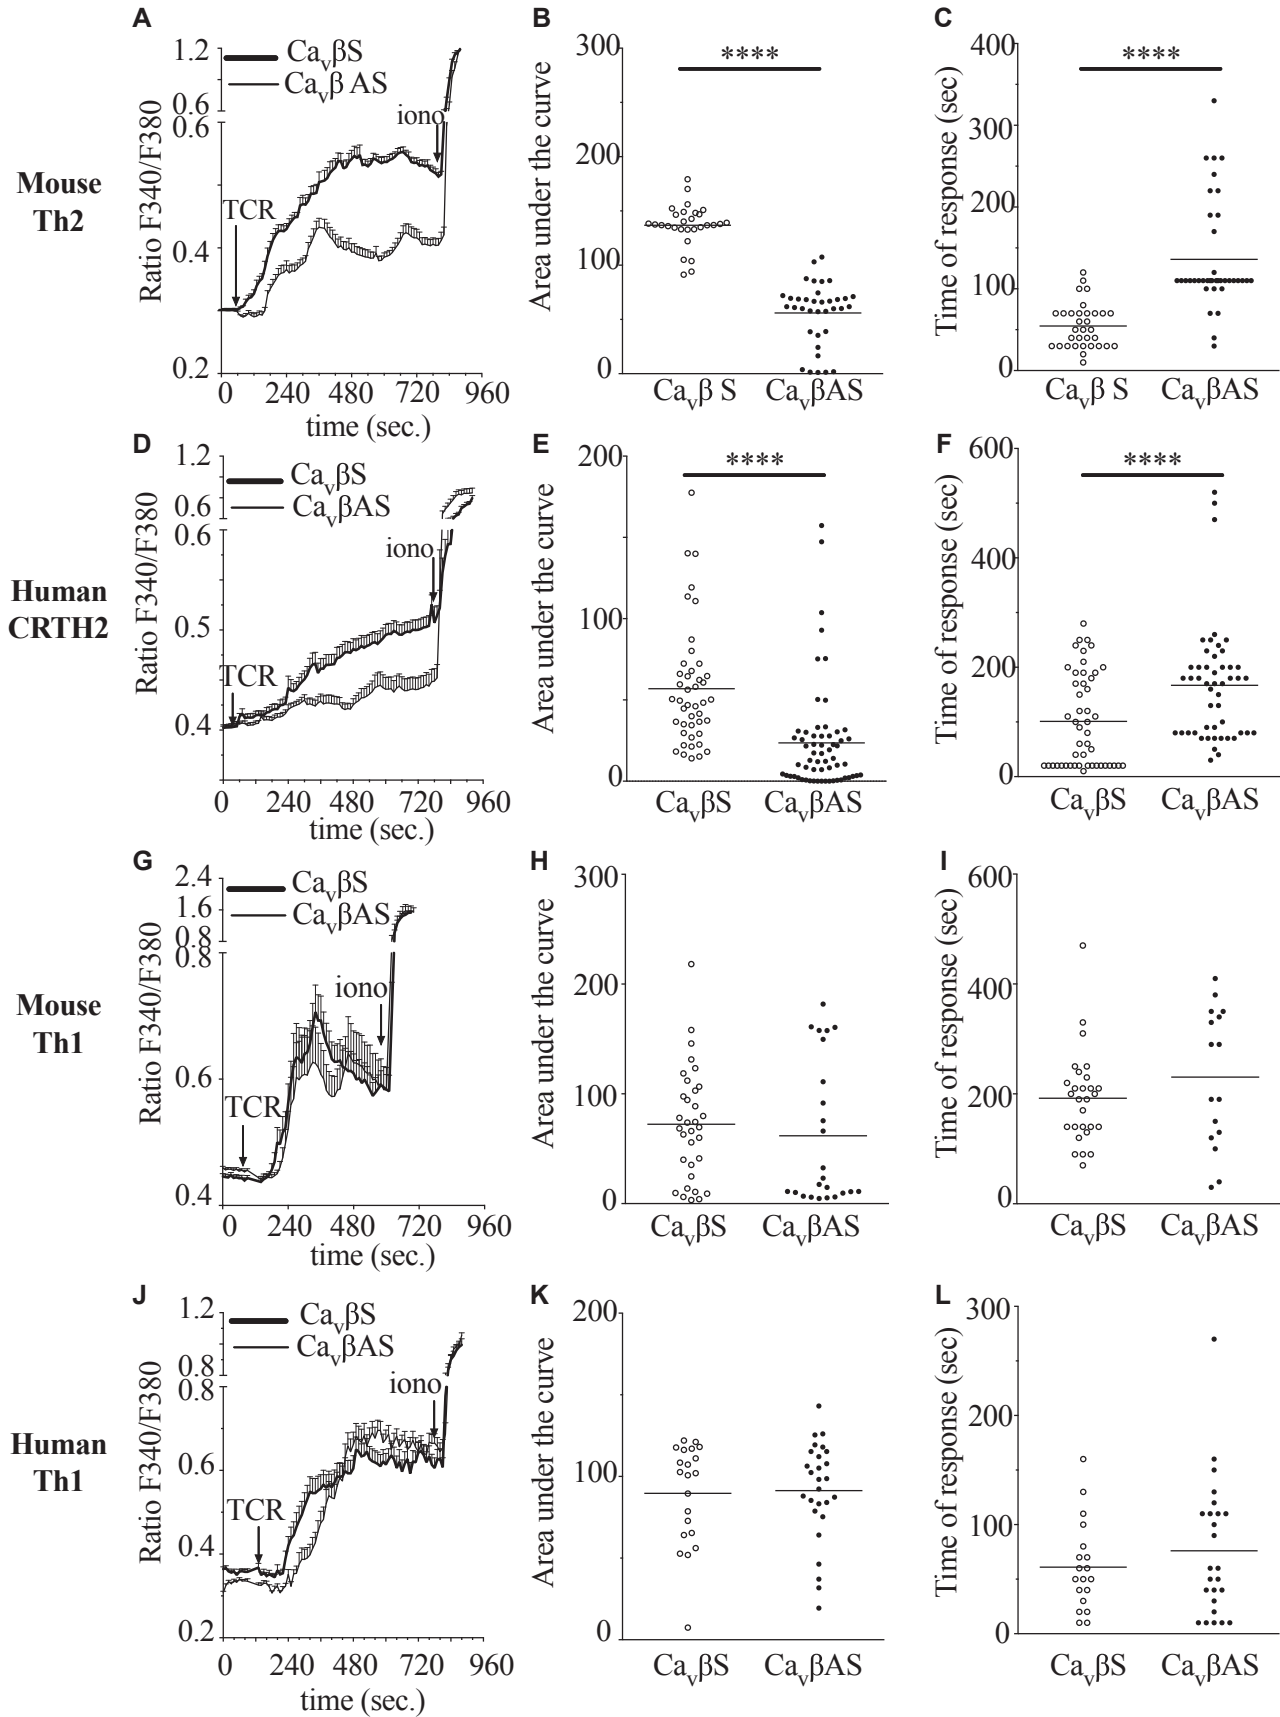 A
B
C
Mouse
Th2
1.2
0.6
0.6
0.4
0.2
Ratio F340/F380
CavβS
Cavβ AS
iono
TCR
0 240 480 720 960
time (sec.)
300
200
100
0
Area under the curve
****
Cavβ S CavβAS
400
300
200
100
0
Time of response (sec)
****
Cavβ S CavβAS
D
E
F
Human
CRTH2
1.2
0.6
0.6
0.5
0.4
Ratio F340/F380
CavβS
CavβAS
iono
TCR
0 240 480 720 960
time (sec.)
200
100
0
Area under the curve
****
CavβS CavβAS
600
400
200
0
Time of response (sec)
****
CavβS CavβAS
G
H
I
Mouse
Th1
2.4
1.6
0.8
0.8
0.6
0.4
Ratio F340/F380
CavβS
CavβAS
iono
TCR
0 240 480 720 960
time (sec.)
300
200
100
0
Area under the curve
CavβS CavβAS
600
400
200
0
Time of response (sec)
CavβS CavβAS
J
K
L
Human
Th1
1.2
0.8
0.8
0.6
0.4
0.2
Ratio F340/F380
CavβS
CavβAS
iono
TCR
0 240 480 720 960
time (sec.)
200
100
0
Area under the curve
CavβS CavβAS
300
200
100
0
Time of response (sec)
CavβS CavβAS